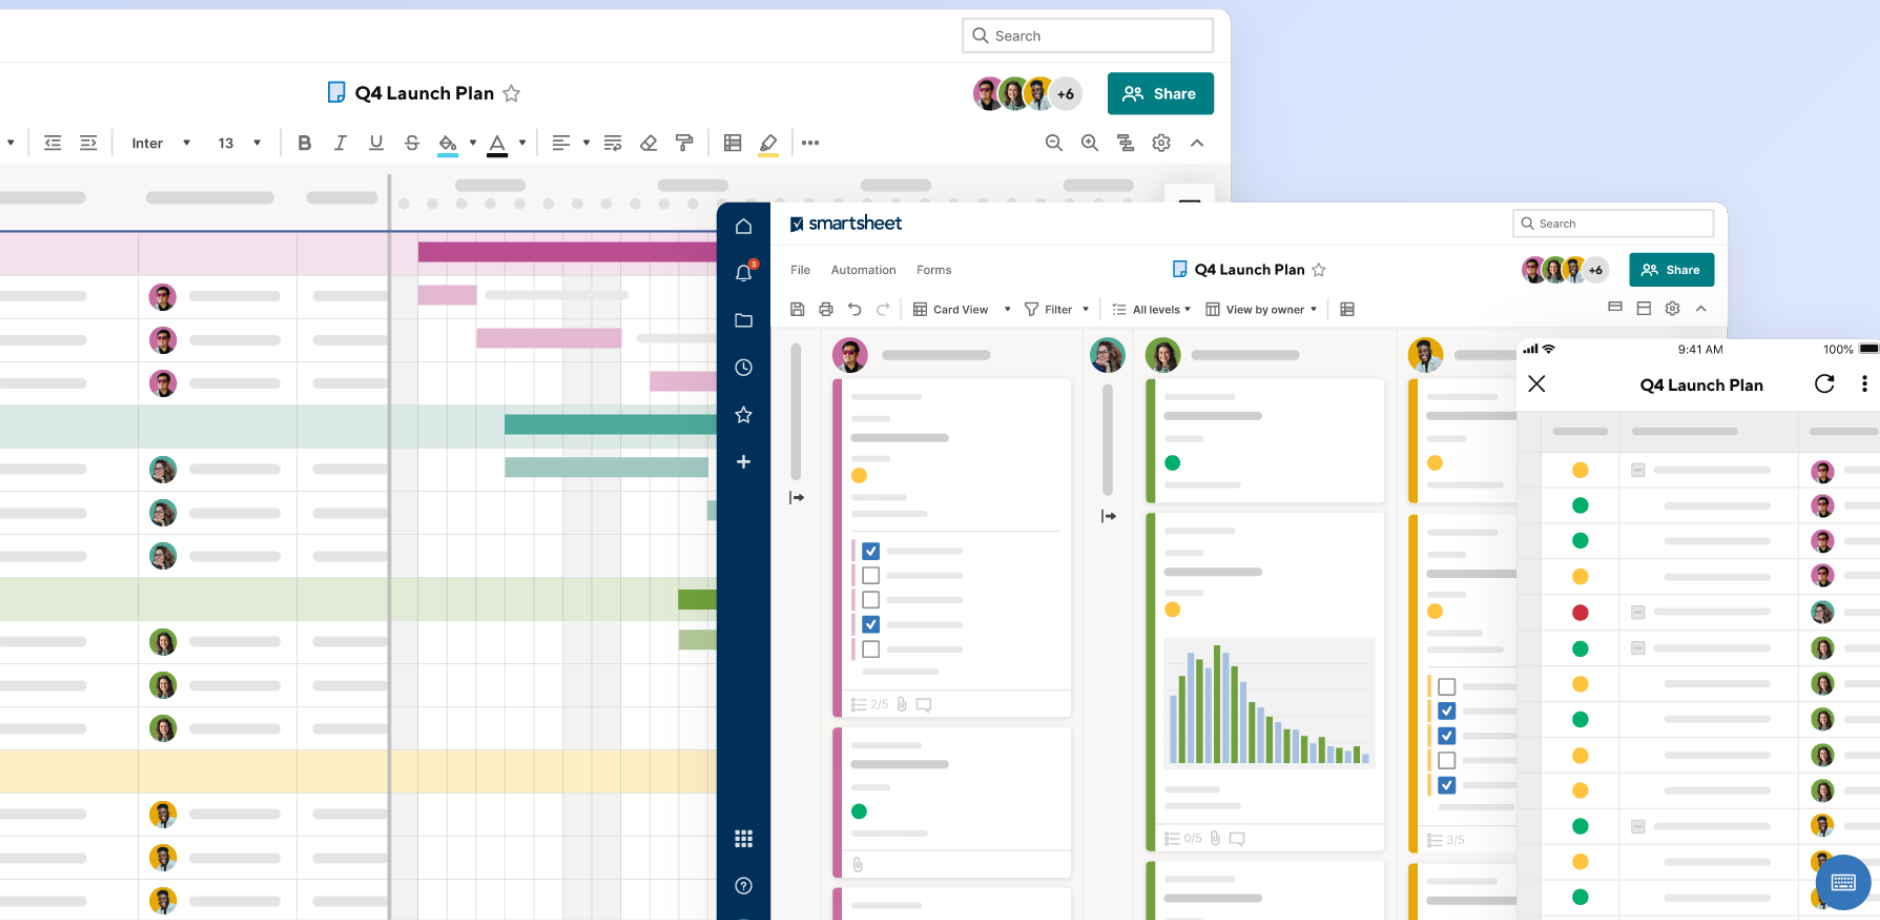 Search
Q4 Launch Plan
+6
Share
Inter
13
B I U S
A
smartsheet
Search
3
File Automation Forms
Q4 Launch Plan
+6
Share
Card View
Filter
All levels
View by owner
9:41 AM
100%
Q4 Launch Plan
2/5
0/5
3/5